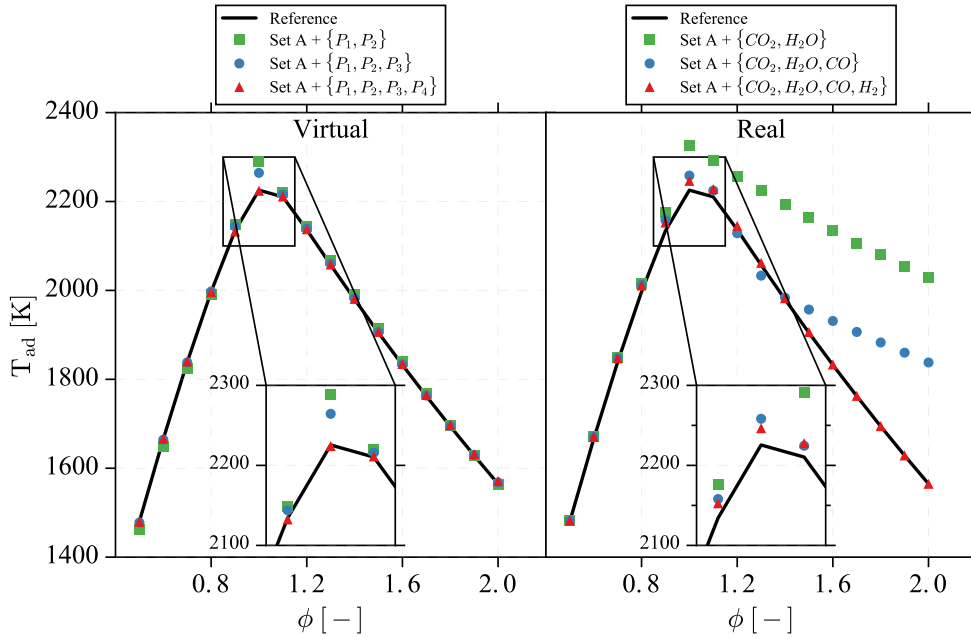 Reference
Set A + {P₁, P₂}
Set A + {P₁, P₂, P₃}
Set A + {P₁, P₂, P₃, P₄}
Reference
Set A + {CO₂, H₂O}
Set A + {CO₂, H₂O, CO}
Set A + {CO₂, H₂O, CO, H₂}
Virtual
Real
T_ad [K]
2400
2200
2000
1800
1600
1400
2300
2200
2100
2300
2200
2100
0.8 1.2 1.6 2.0
0.8 1.2 1.6 2.0
ϕ [−]
ϕ [−]